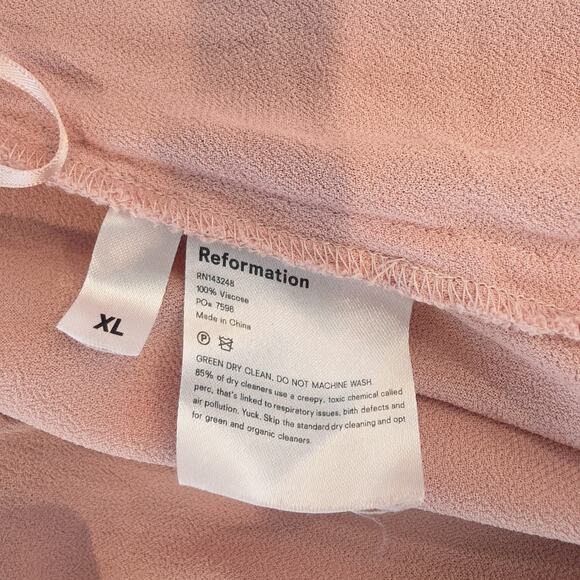 XL
Reformation
RN143248
100% Viscose
PO# 7598
Made in China
P
GREEN DRY CLEAN. DO NOT MACHINE WASH
85% of dry cleaners use a creepy, toxic chemical called
perc, that's linked to respiratory issues, birth defects and
air pollution. Yuck. Skip the standard dry cleaning and opt
for green and organic cleaners.